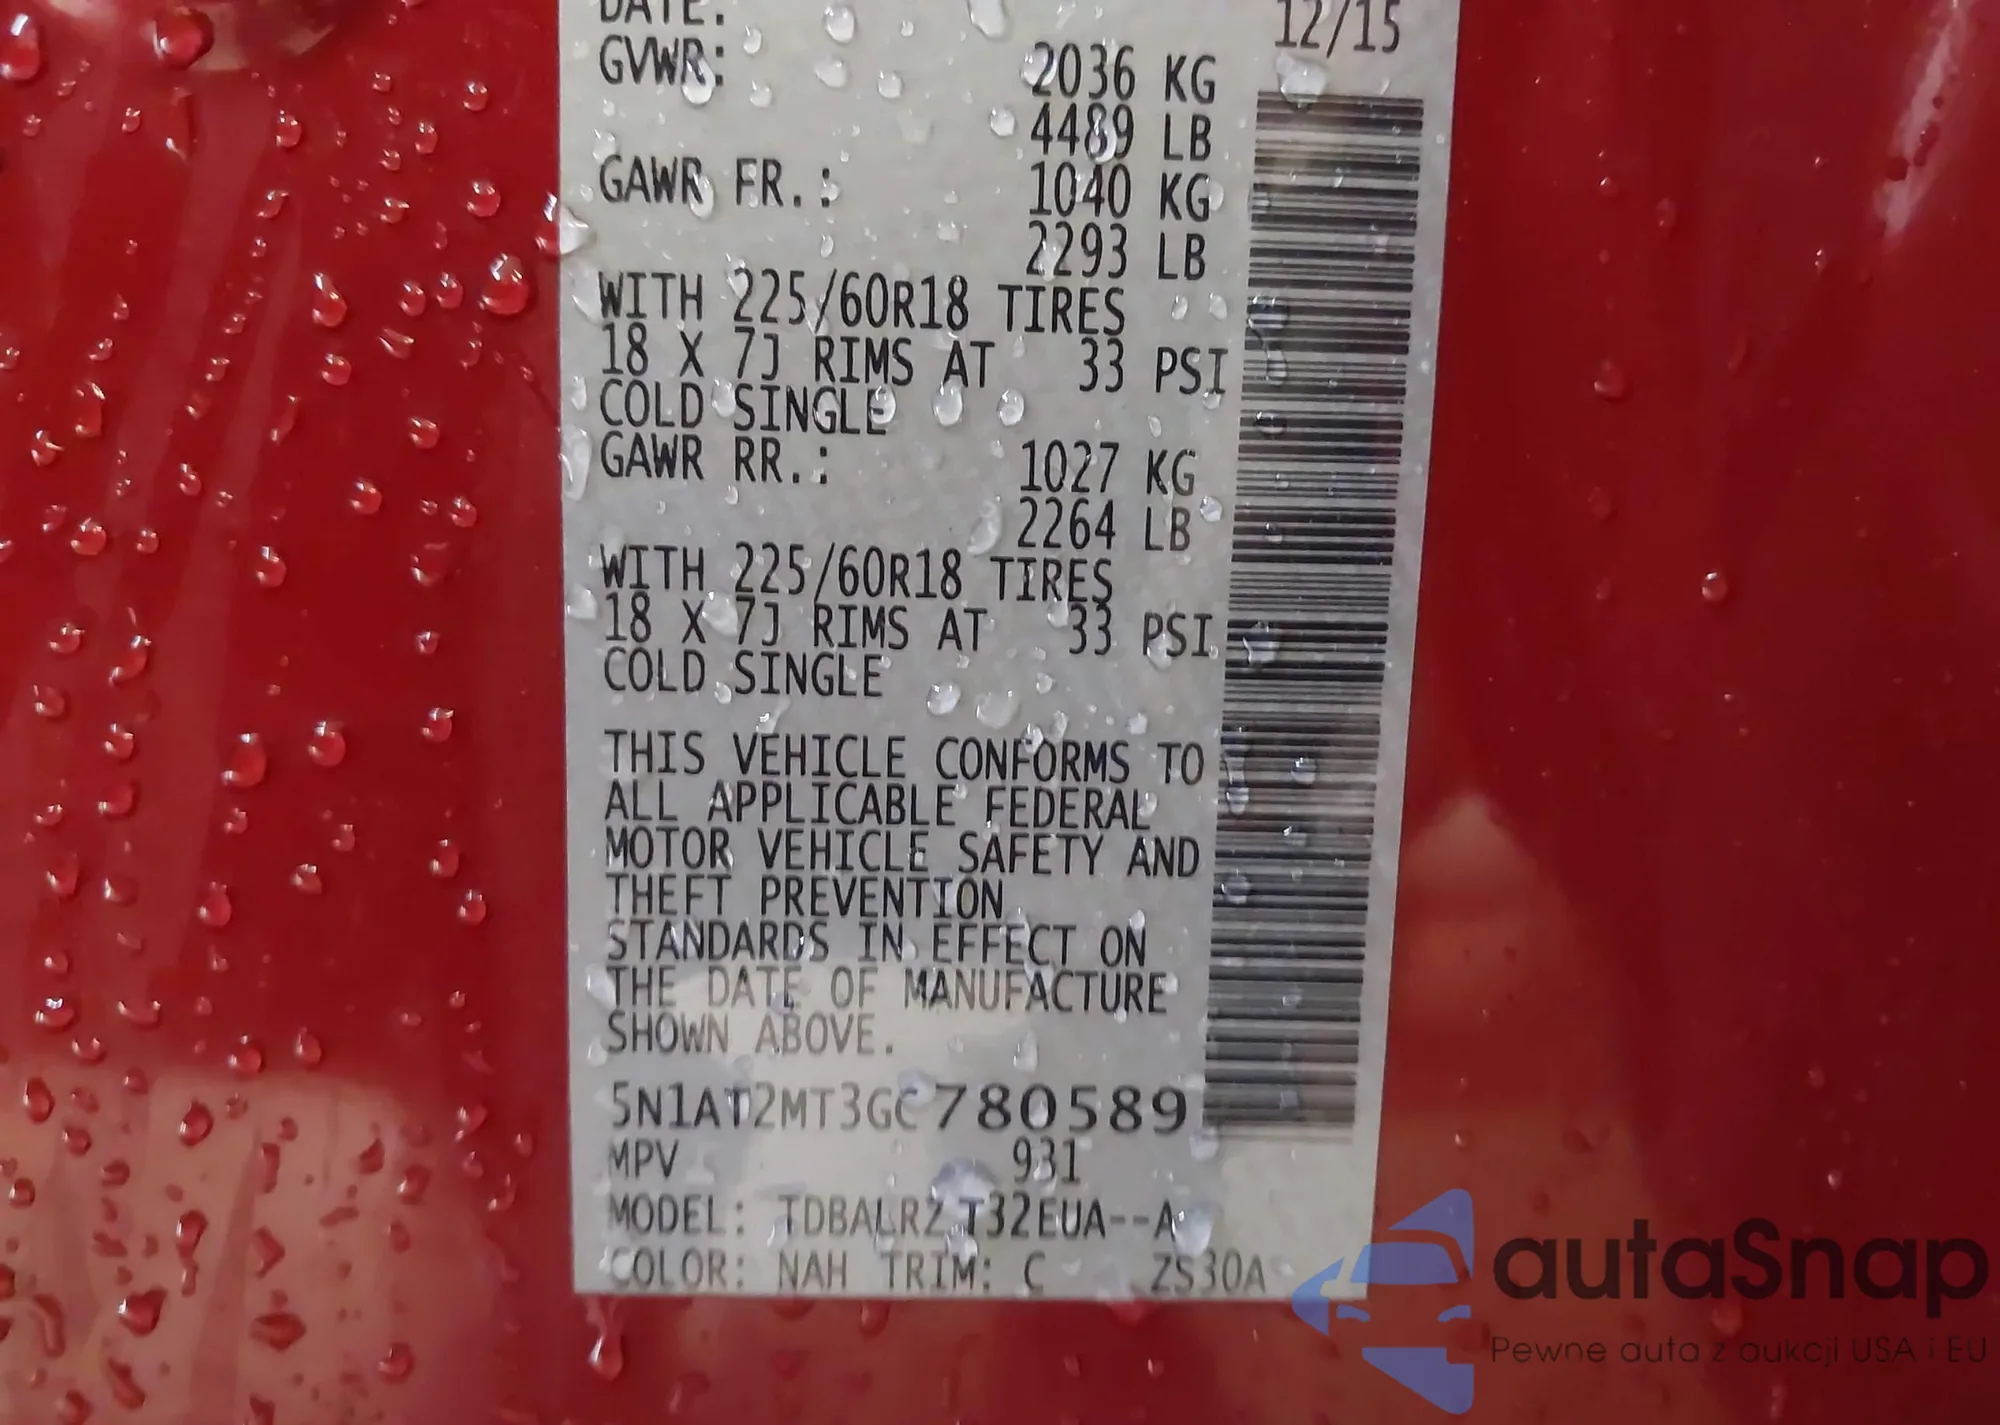 DATE: 12/15
GVWR: 2036 KG
4489 LB
GAWR FR.: 1040 KG
2293 LB
WITH 225/60R18 TIRES
18 X 7J RIMS AT 33 PSI
COLD SINGLE
GAWR RR.: 1027 KG
2264 LB
WITH 225/60R18 TIRES
18 X 7J RIMS AT 33 PSI
COLD SINGLE
THIS VEHICLE CONFORMS TO
ALL APPLICABLE FEDERAL
MOTOR VEHICLE SAFETY AND
THEFT PREVENTION
STANDARDS IN EFFECT ON
THE DATE OF MANUFACTURE
SHOWN ABOVE.
5N1AT2MT3GC780589
MPV 931
MODEL: TDBALRZ T32EUA--A
COLOR: NAH TRIM: C ZS30A
autaSnap
Pewne auta z aukcji USA i EU